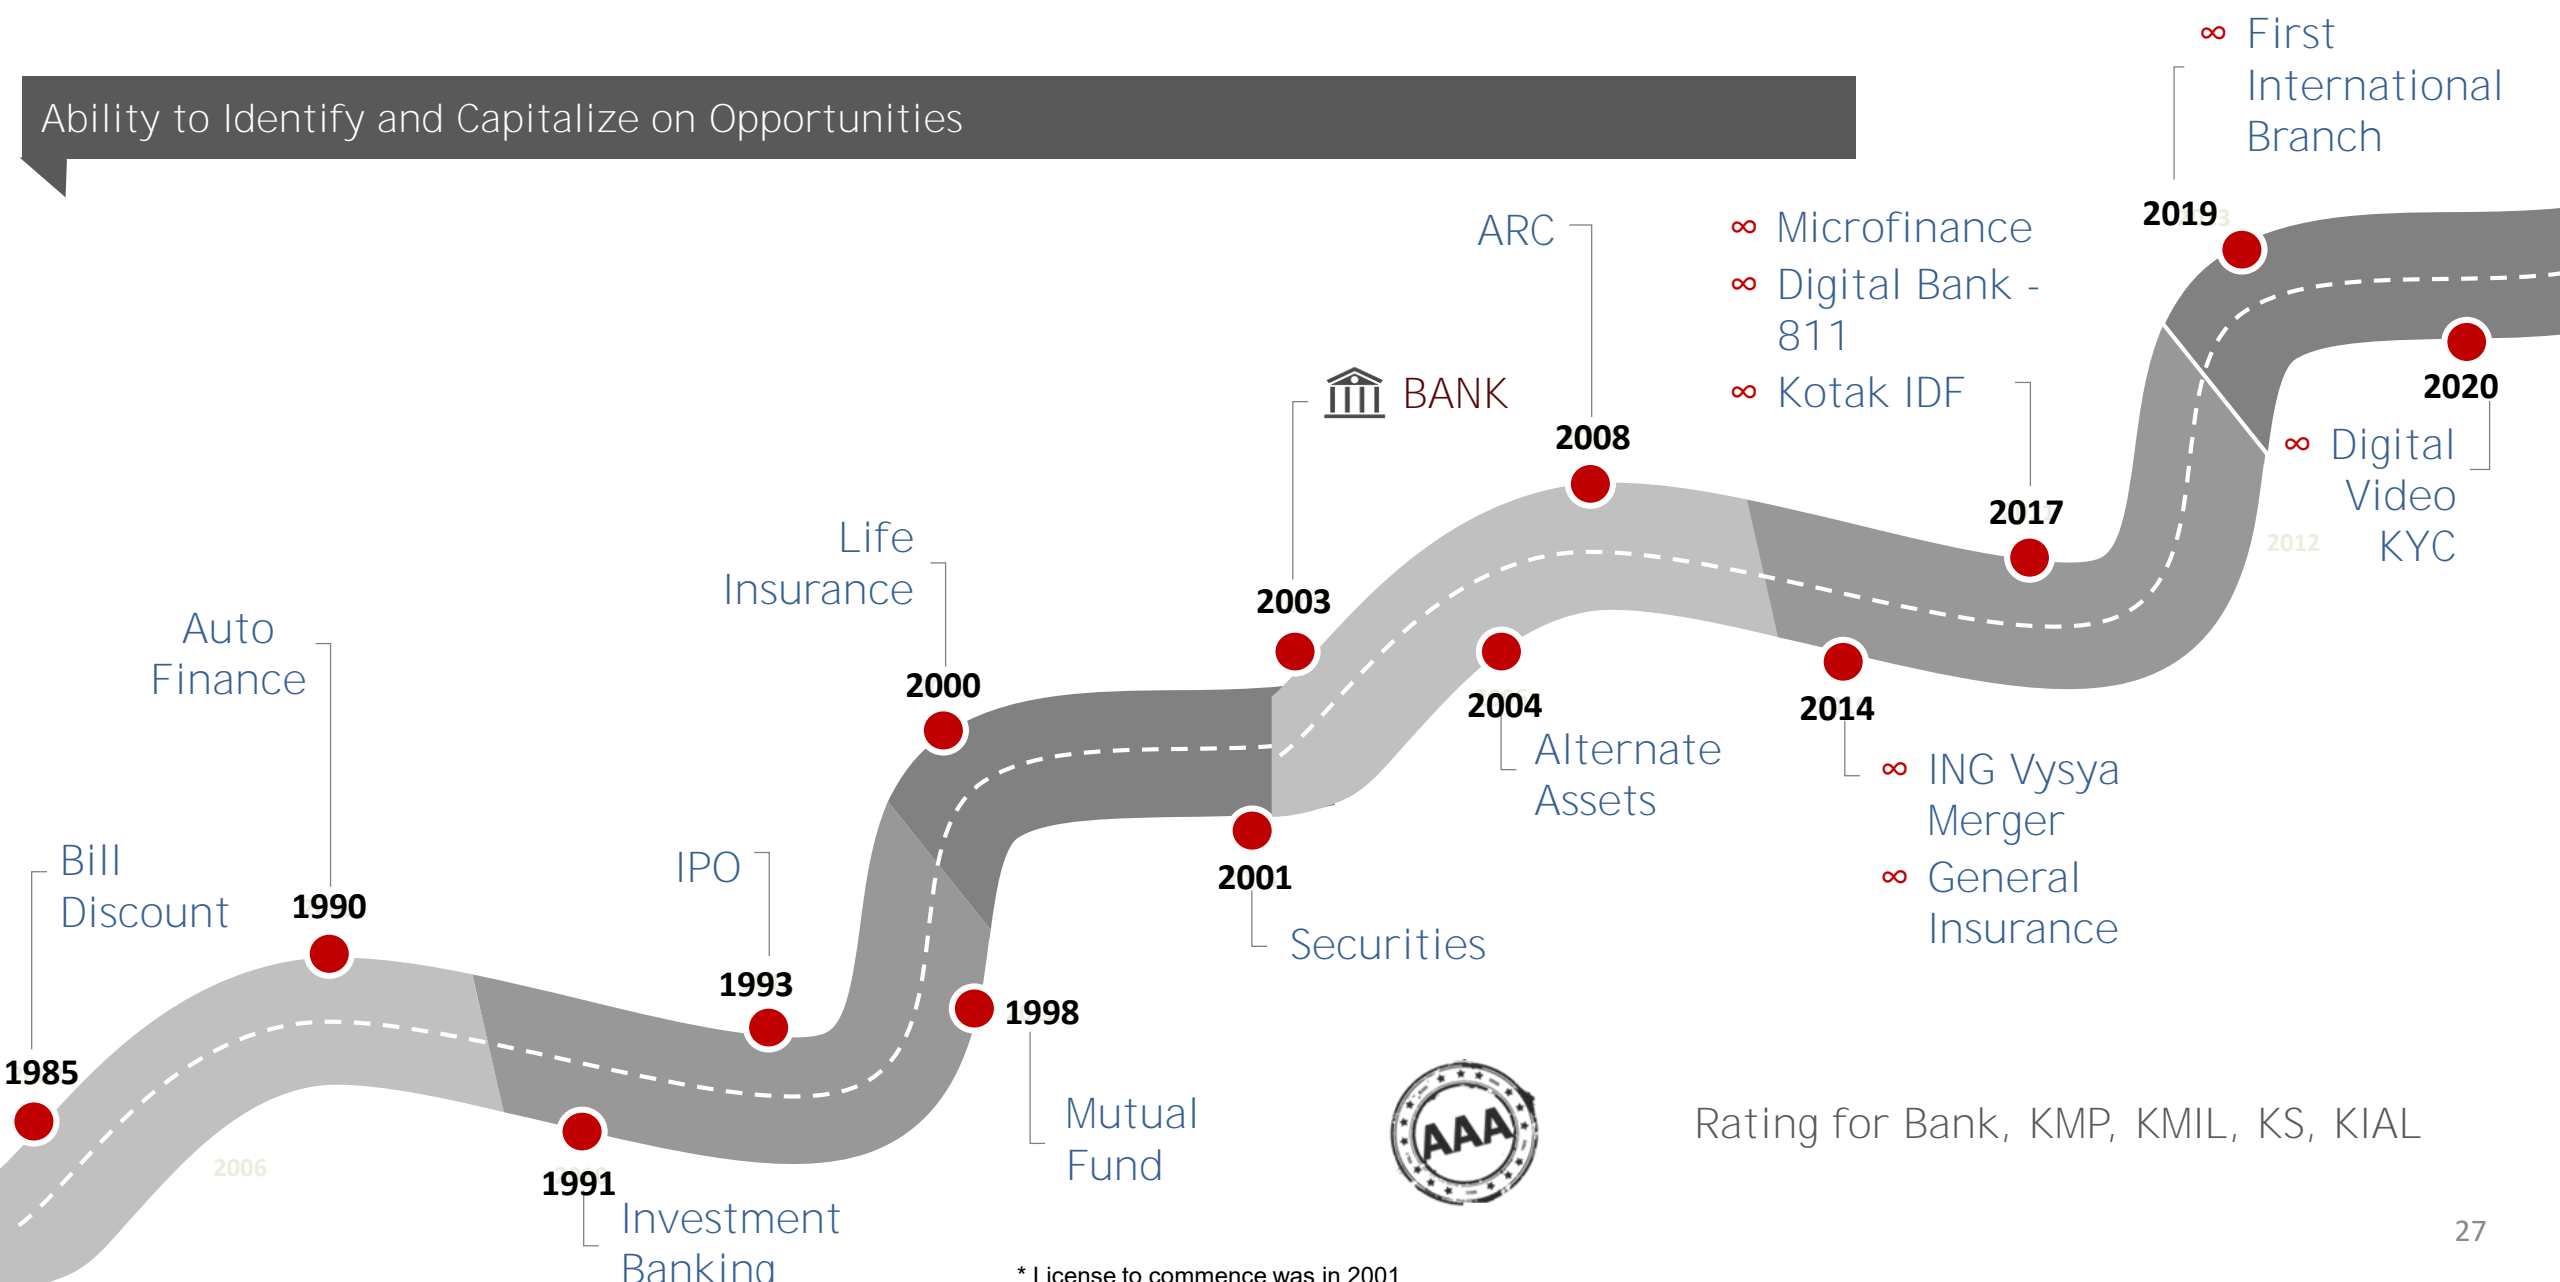 ∞ First
International
Branch
Ability to Identify and Capitalize on Opportunities
2019
ARC
∞ Microfinance
∞ Digital Bank -
811
∞ Kotak IDF
BANK
2008
2020
∞ Digital
Video
KYC
2017
2012
Life
Insurance
2003
Auto
Finance
2000
2004
Alternate
Assets
2014
∞ ING Vysya
Merger
∞ General
Insurance
Bill
Discount
1990
IPO
2001
Securities
1993
1998
1985
Mutual
Fund
AAA
Rating for Bank, KMP, KMIL, KS, KIAL
2006
1991
Investment
Banking
27
* License to commence was in 2001